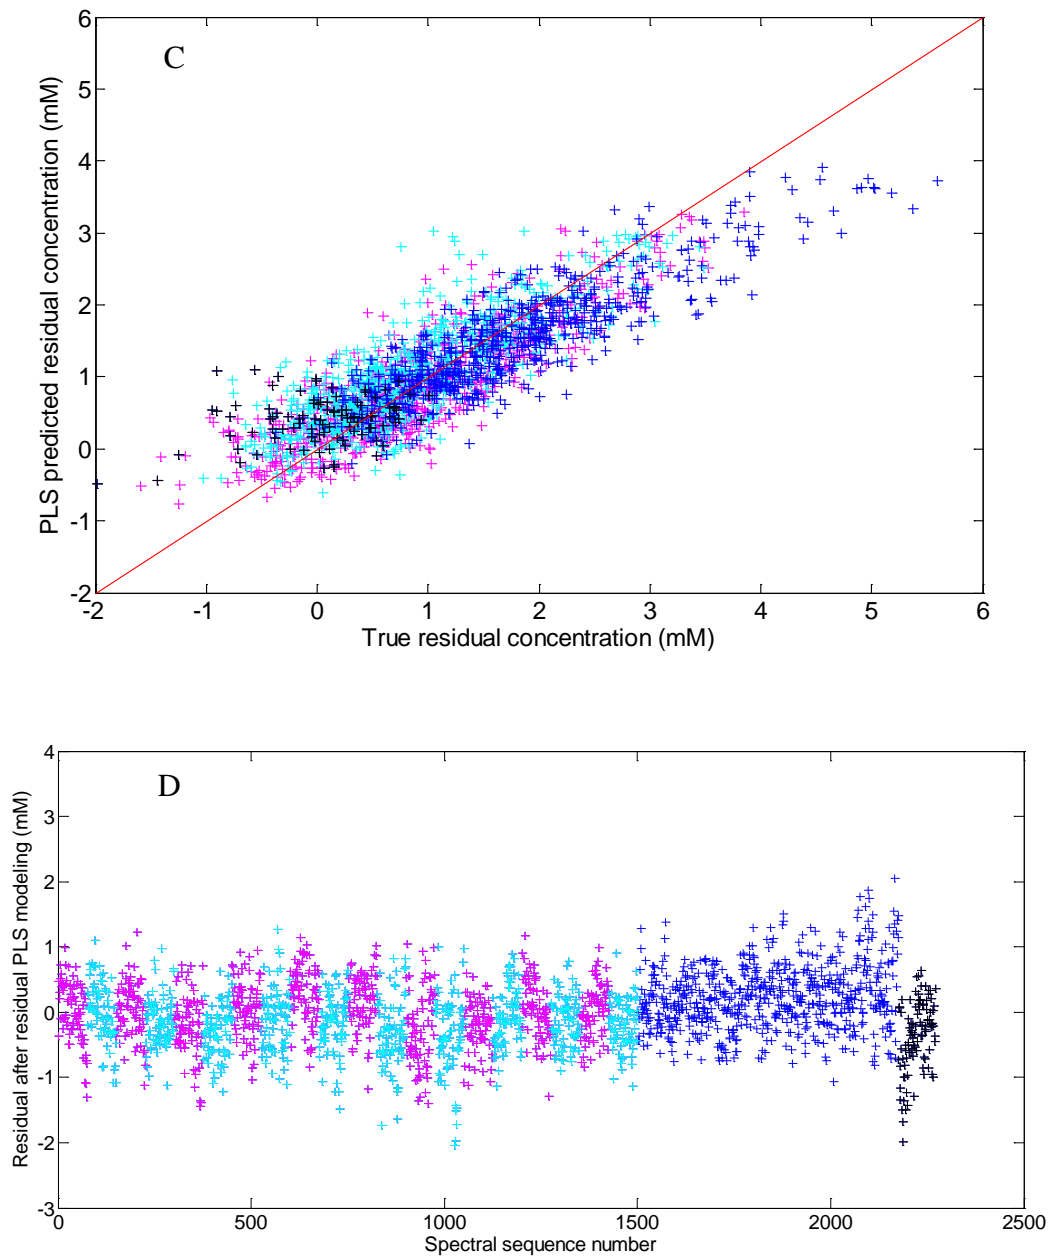 6
C
5
4
3
2
1
0
-1
-2
-2 -1 0 1 2 3 4 5 6
PLS predicted residual concentration (mM)
True residual concentration (mM)
4
D
3
2
1
0
-1
-2
-3
0 500 1000 1500 2000 2500
Residual after residual PLS modeling (mM)
Spectral sequence number